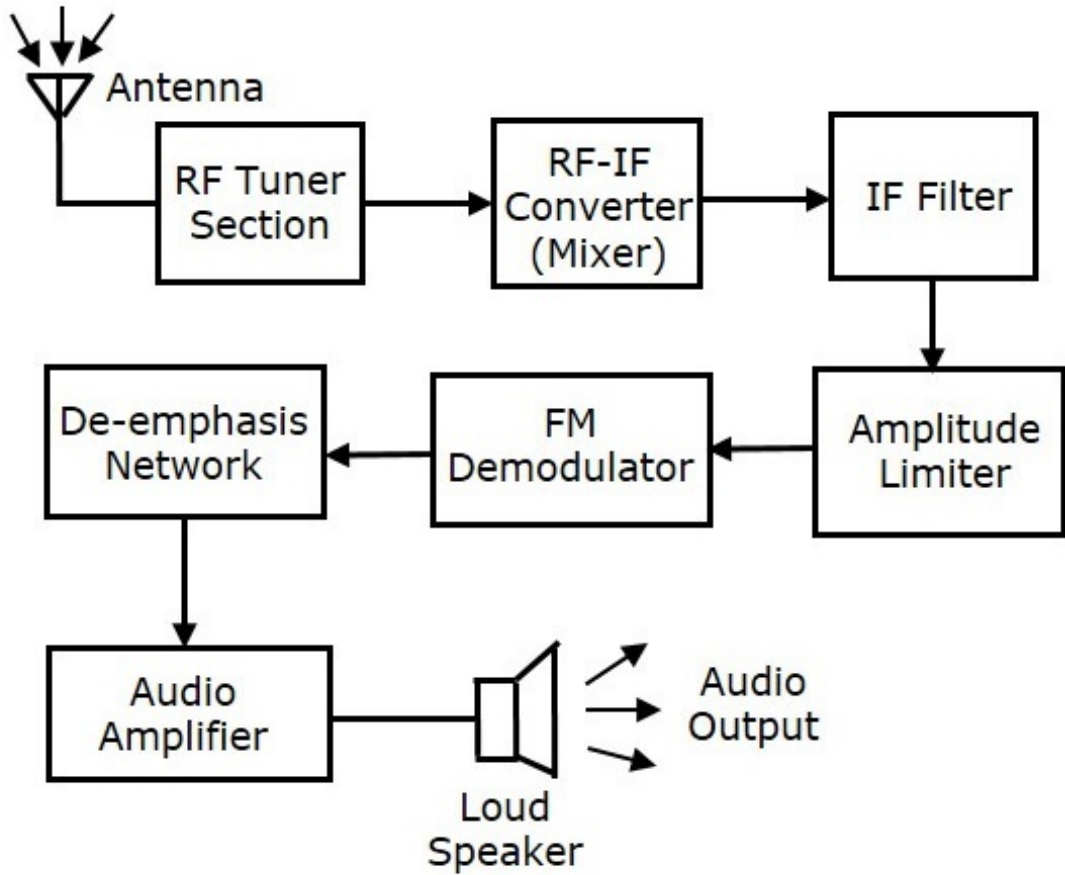 Antenna
RF Tuner
Section
RF-IF
Converter
(Mixer)
IF Filter
De-emphasis
Network
FM
Demodulator
Amplitude
Limiter
Audio
Amplifier
Loud
Speaker
Audio
Output